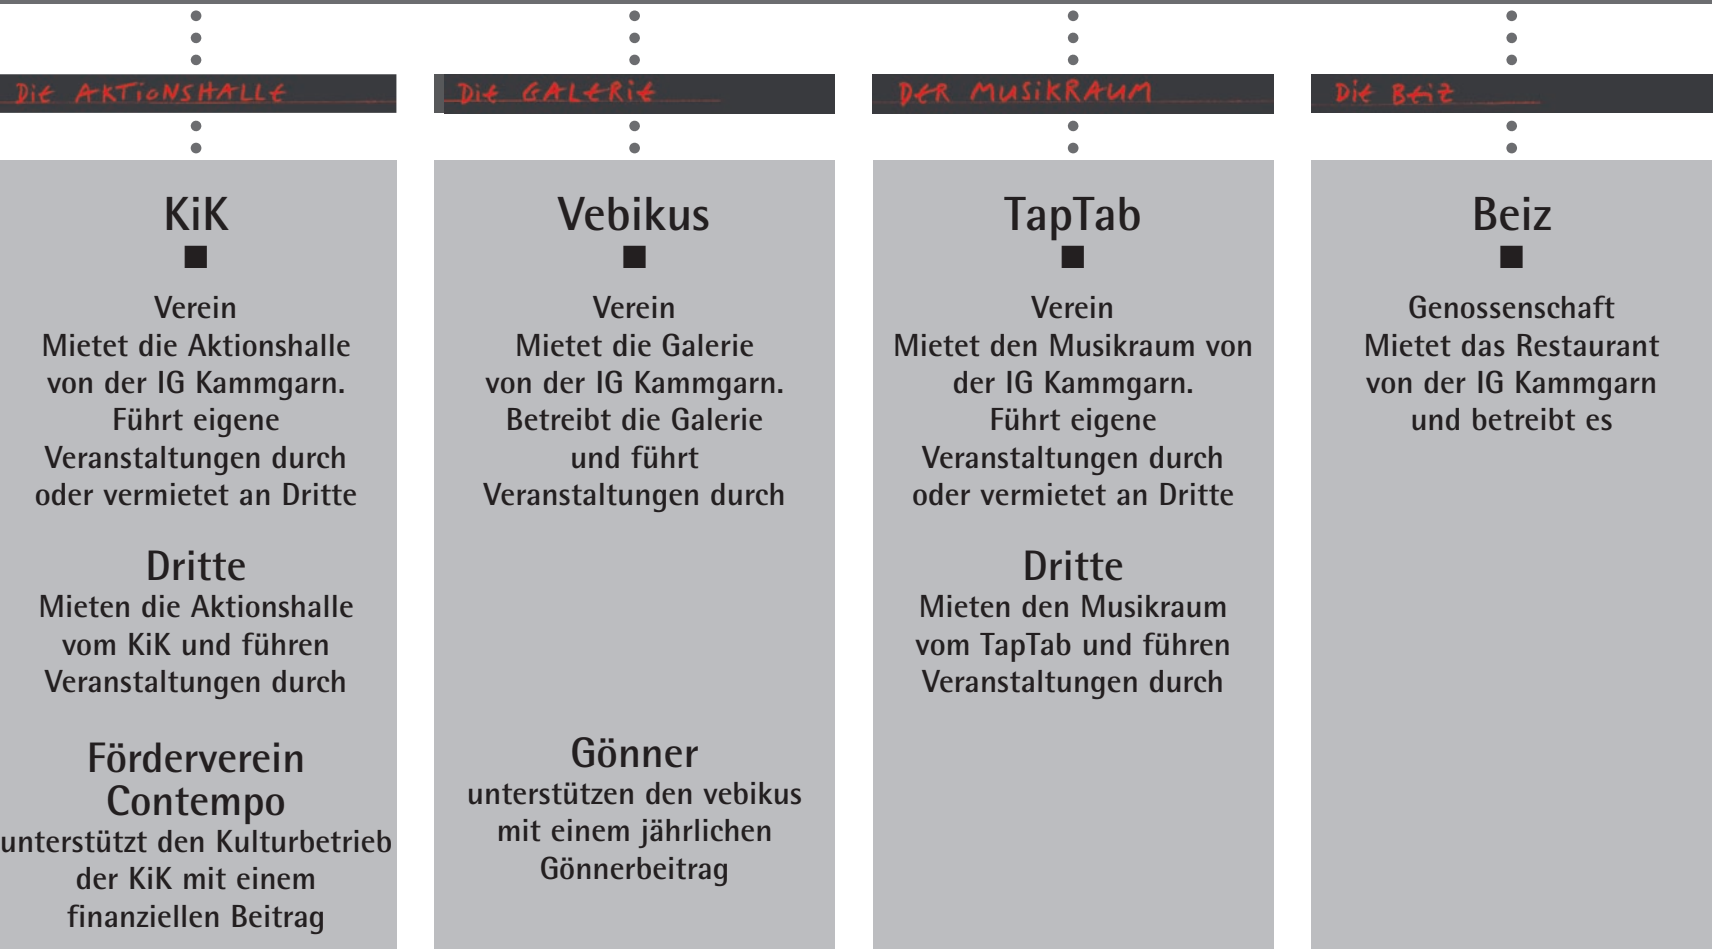 Die AKTiONSHALLe
KiK
Verein
Mietet die Aktionshalle
von der IG Kammgarn.
Führt eigene
Veranstaltungen durch
oder vermietet an Dritte
Dritte
Mieten die Aktionshalle
vom KiK und führen
Veranstaltungen durch
Förderverein
Contempo
unterstützt den Kulturbetrieb
der KiK mit einem
finanziellen Beitrag
Die GALeRie
Vebikus
Verein
Mietet die Galerie
von der IG Kammgarn.
Betreibt die Galerie
und führt
Veranstaltungen durch
Gönner
unterstützen den vebikus
mit einem jährlichen
Gönnerbeitrag
DeR MUSiKRAUM
TapTab
Verein
Mietet den Musikraum von
der IG Kammgarn.
Führt eigene
Veranstaltungen durch
oder vermietet an Dritte
Dritte
Mieten den Musikraum
vom TapTab und führen
Veranstaltungen durch
Die Beiz
Beiz
Genossenschaft
Mietet das Restaurant
von der IG Kammgarn
und betreibt es